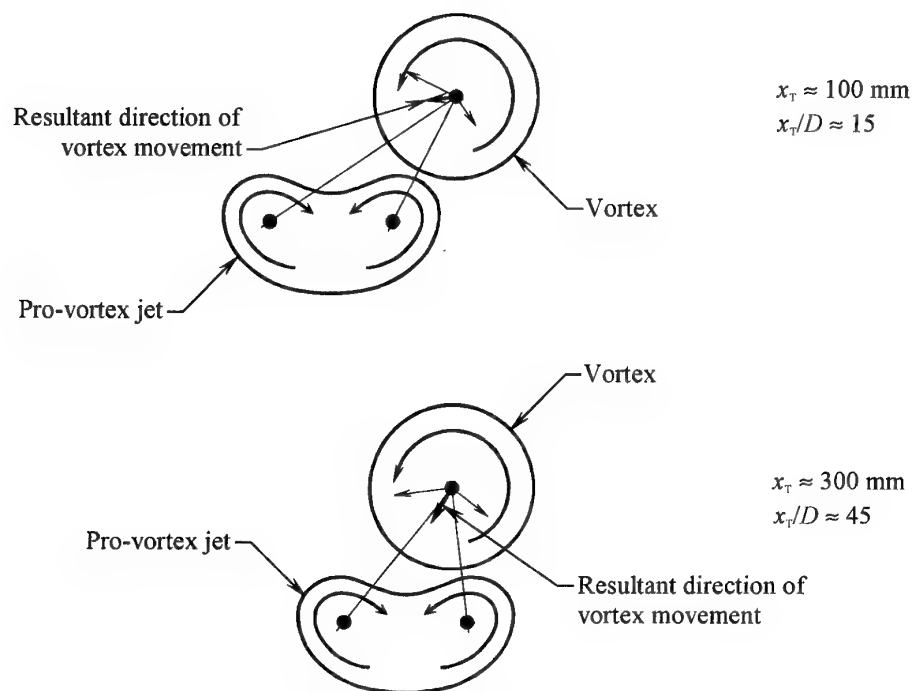 Resultant direction of
vortex movement
x_T ≈ 100 mm
x_T/D ≈ 15
Vortex
Pro-vortex jet
Vortex
x_T ≈ 300 mm
x_T/D ≈ 45
Pro-vortex jet
Resultant direction of
vortex movement